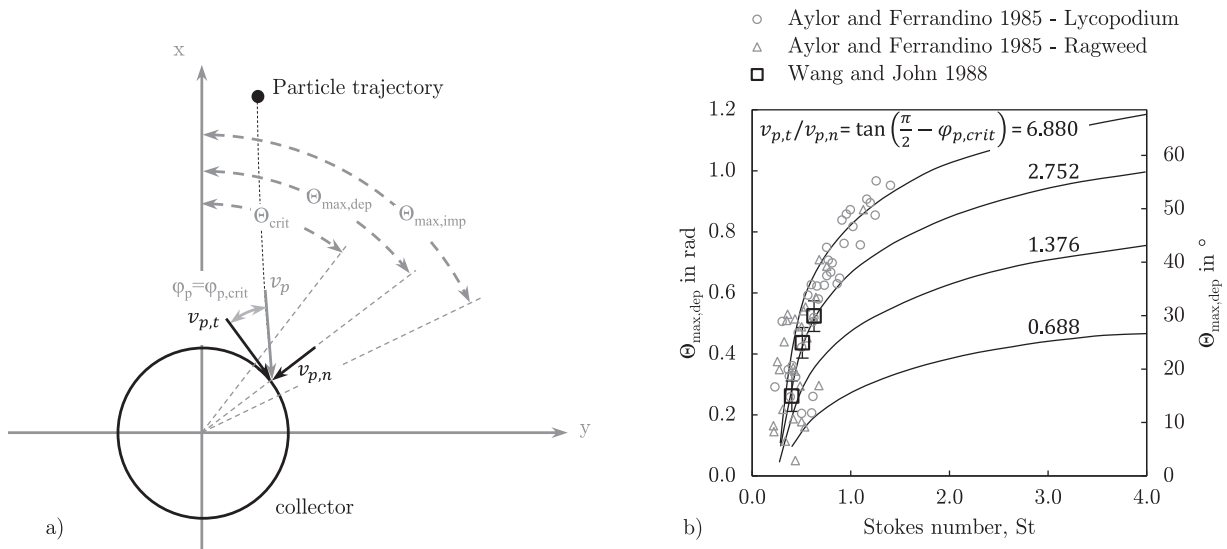 a)
x
Particle trajectory
Θcrit
Θmax,dep
Θmax,imp
φp=φp,crit
vp
vp,t
vp,n
y
collector
b)
Aylor and Ferrandino 1985 - Lycopodium
Aylor and Ferrandino 1985 - Ragweed
Wang and John 1988
vp,t/vp,n= tan (π/2 − φp,crit) = 6.880
2.752
1.376
0.688
Θmax,dep in rad
1.2
1.0
0.8
0.6
0.4
0.2
0.0
Θmax,dep in °
60
50
40
30
20
10
0
0.0 1.0 2.0 3.0 4.0
Stokes number, St